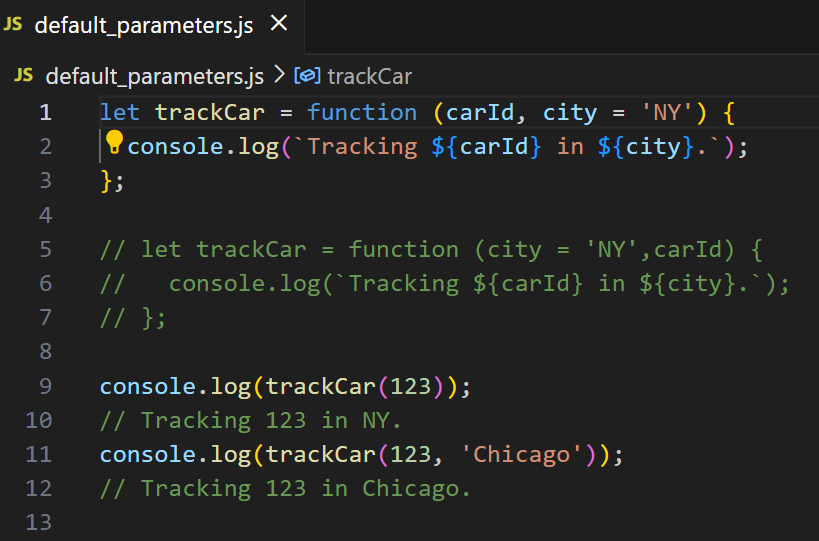 JS default_parameters.js ×
JS default_parameters.js > trackCar
1 let trackCar = function (carId, city = 'NY') {
2   console.log(`Tracking ${carId} in ${city}.`);
3 };
4
5 // let trackCar = function (city = 'NY',carId) {
6 //   console.log(`Tracking ${carId} in ${city}.`);
7 // };
8
9 console.log(trackCar(123));
10 // Tracking 123 in NY.
11 console.log(trackCar(123, 'Chicago'));
12 // Tracking 123 in Chicago.
13